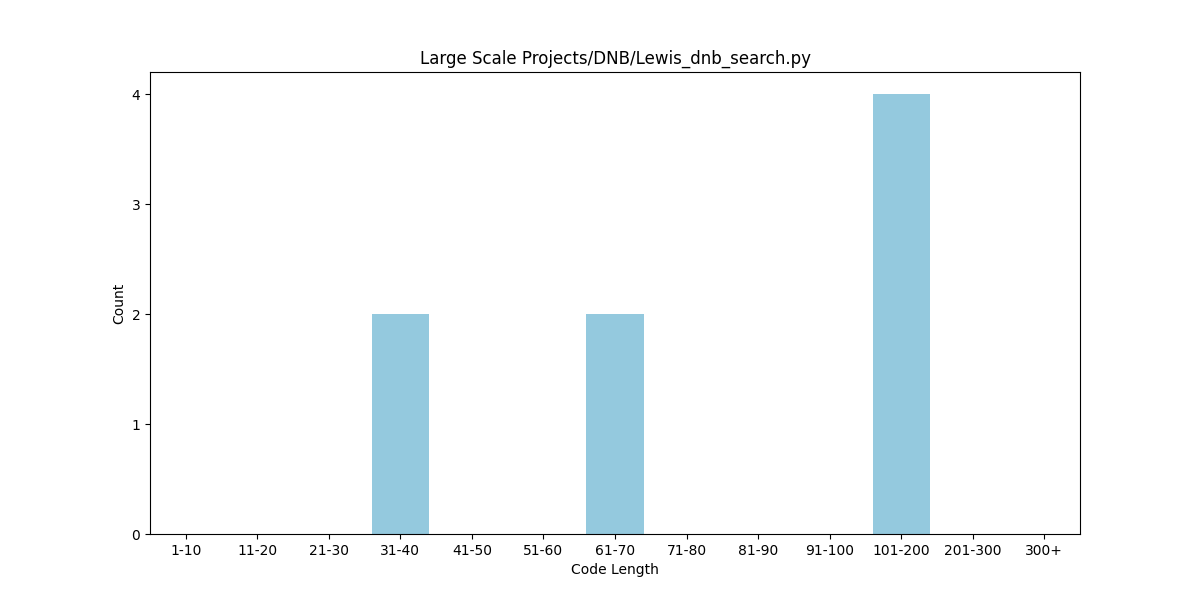 Large Scale Projects/DNB/Lewis_dnb_search.py
4
3
2
1
0
Count
1-10 11-20 21-30 31-40 41-50 51-60 61-70 71-80 81-90 91-100 101-200 201-300 300+
Code Length